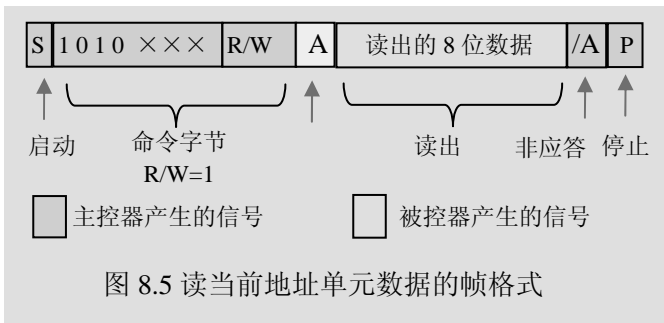 S 1010 ××× R/W A 读出的 8 位数据 /A P
启动 命令字节 读出 非应答 停止
R/W=1
主控器产生的信号 被控器产生的信号
图 8.5 读当前地址单元数据的帧格式